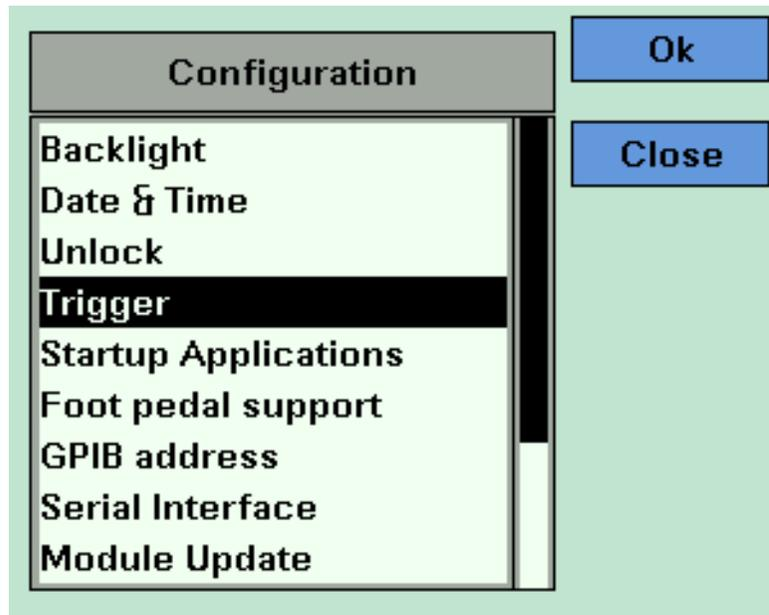 Configuration
Ok
Close
Backlight
Date & Time
Unlock
Trigger
Startup Applications
Foot pedal support
GPIB address
Serial Interface
Module Update